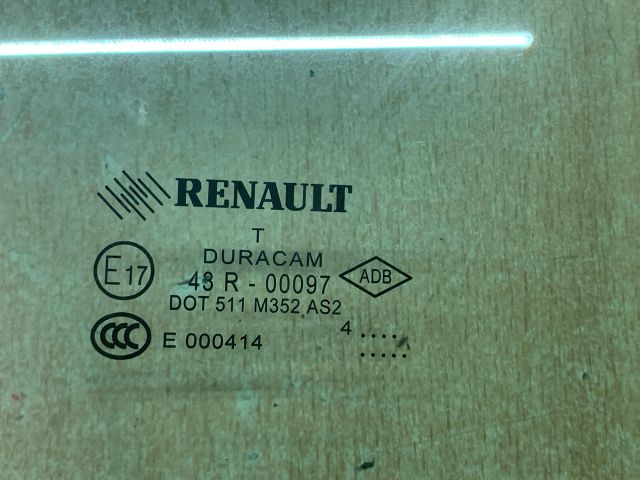 RENAULT
T
DURACAM
E17 43 R - 00097 ADB
DOT 511 M352 AS2
CCC E 000414 4 ....
.....